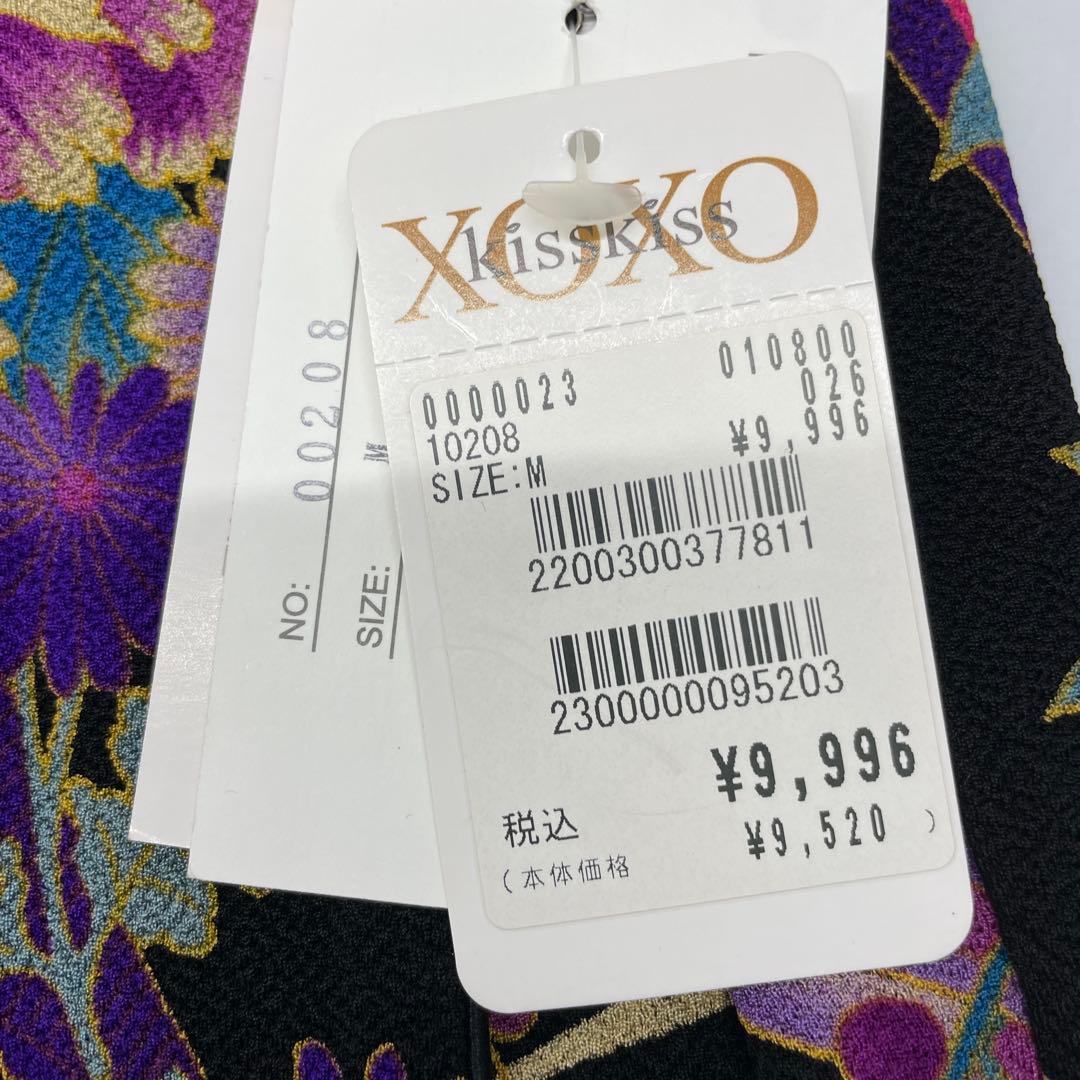 XOXO
kisskiss
0000023 010800
10208 026
SIZE:M ¥9,996
2200300377811
2300000095203
¥9,996
税込
(本体価格 ¥9,520 )
NO: 00208
SIZE: M